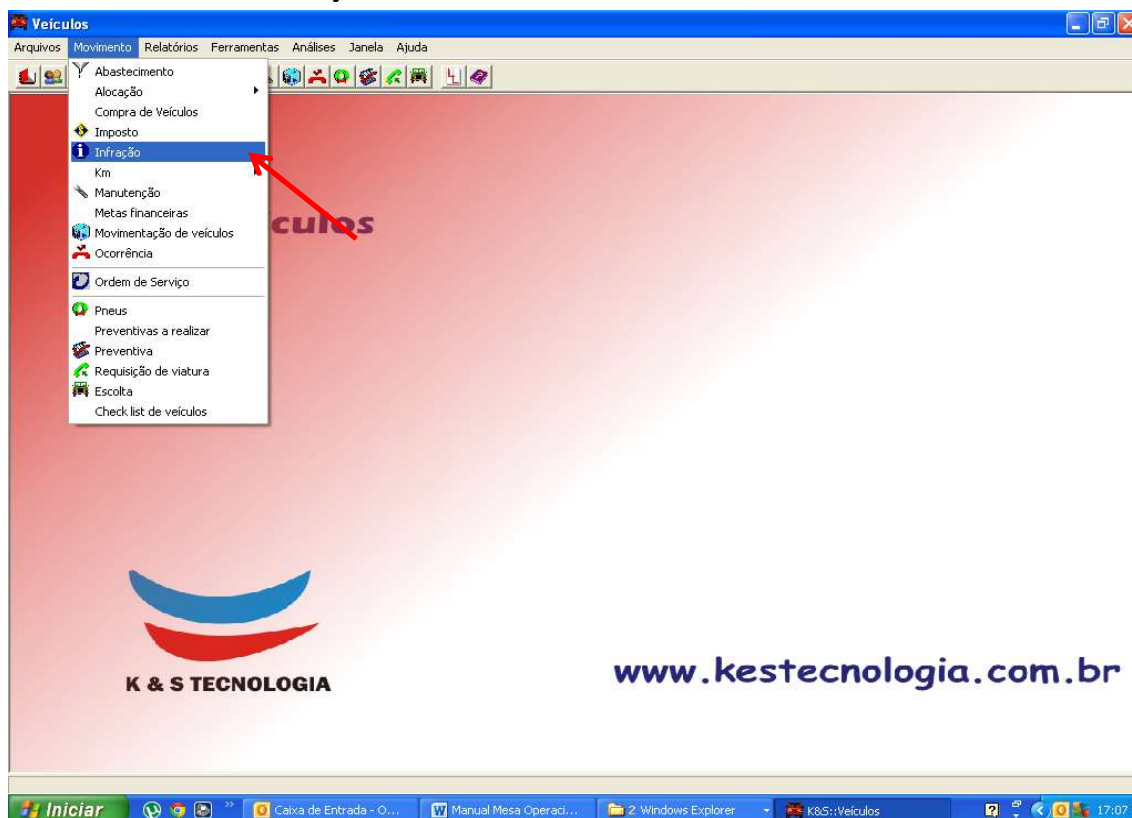 Veículos
Arquivos Movimento Relatórios Ferramentas Análises Janela Ajuda
Abastecimento
Alocação
Compra de Veículos
Imposto
Infração
Km
Manutenção
Metas financeiras
Movimentação de veículos
Ocorrência
Ordem de Serviço
Pneus
Preventivas a realizar
Preventiva
Requisição de viatura
Escolta
Check list de veículos
culos
K & S TECNOLOGIA
www.kestecnologia.com.br
Iniciar Caixa de Entrada - O... Manual Mesa Operaci... 2 Windows Explorer K&S::Veículos 17:07